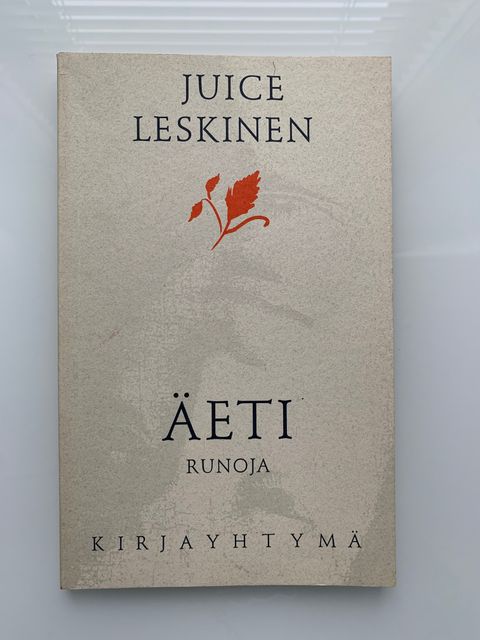 JUICE
LESKINEN
ÄETI
RUNOJA
KIRJAYHTYMÄ